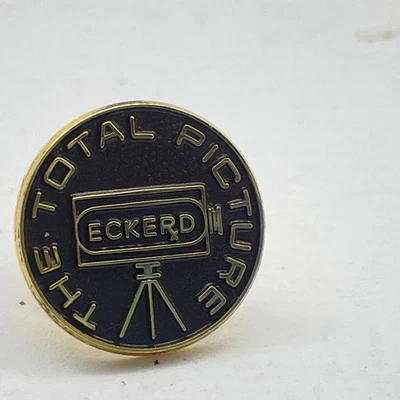 THE TOTAL PICTURE
ECKERD